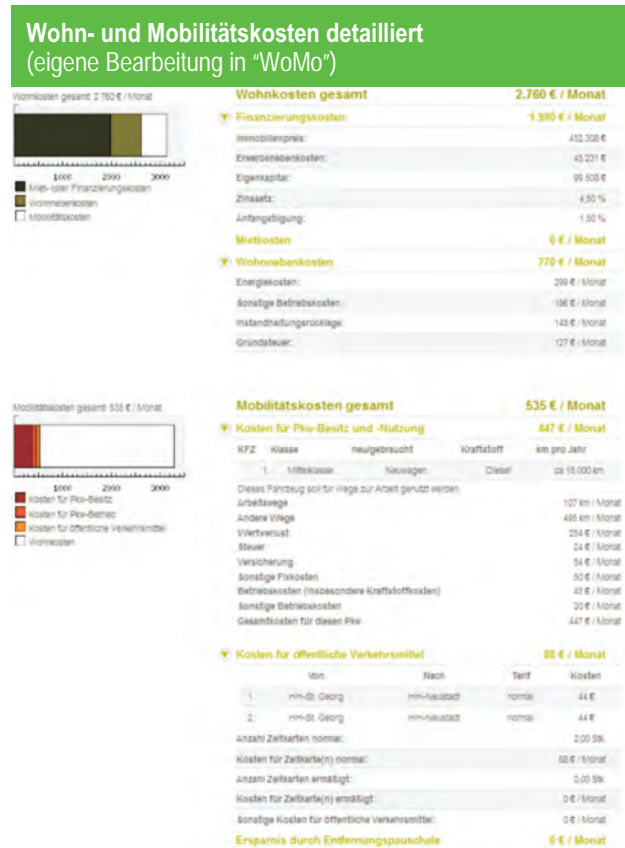 Wohn- und Mobilitätskosten detailliert
(eigene Bearbeitung in “WoMo”)
Wohnkosten gesamt: 2.760 € / Monat
1000 2000 3000
Miet- oder Finanzierungskosten
Wohnnebenkosten
Mobilitätskosten
Wohnkosten gesamt 2.760 € / Monat
Finanzierungskosten 1.990 € / Monat
Immobilienpreis: 452.308 €
Erwerbsnebenkosten: 45.231 €
Eigenkapital: 99.508 €
Zinssatz: 4,50 %
Anfangstilgung: 1,50 %
Mietkosten 0 € / Monat
Wohnnebenkosten 770 € / Monat
Energiekosten: 299 € / Monat
Sonstige Betriebskosten: 196 € / Monat
Instandhaltungsrücklage: 148 € / Monat
Grundsteuer: 127 € / Monat
Mobilitätskosten gesamt: 535 € / Monat
1000 2000 3000
Kosten für Pkw-Besitz
Kosten für Pkw-Betrieb
Kosten für öffentliche Verkehrsmittel
Wohnkosten
Mobilitätskosten gesamt 535 € / Monat
Kosten für Pkw-Besitz und -Nutzung 447 € / Monat
KFZ Klasse neu/gebraucht Kraftstoff km pro Jahr
1. Mittelklasse Neuwagen Diesel ca 15.000 km
Dieses Fahrzeug soll für Wege zur Arbeit genutzt werden
Arbeitswege 107 km / Monat
Andere Wege 495 km / Monat
Wertverlust 254 € / Monat
Steuer 24 € / Monat
Versicherung 54 € / Monat
Sonstige Fixkosten 50 € / Monat
Betriebskosten (insbesondere Kraftstoffkosten) 45 € / Monat
Sonstige Betriebskosten 20 € / Monat
Gesamtkosten für diesen Pkw 447 € / Monat
Kosten für öffentliche Verkehrsmittel 88 € / Monat
Von Nach Tarif Kosten
1. HH-St. Georg HH-Neustadt normal 44 €
2. HH-St. Georg HH-Neustadt normal 44 €
Anzahl Zeitkarten normal: 2,00 Stk.
Kosten für Zeitkarte(n) normal: 88 € / Monat
Anzahl Zeitkarten ermäßigt: 0,00 Stk.
Kosten für Zeitkarte(n) ermäßigt: 0 € / Monat
Sonstige Kosten für öffentliche Verkehrsmittel: 0 € / Monat
Ersparnis durch Entfernungspauschale 0 € / Monat